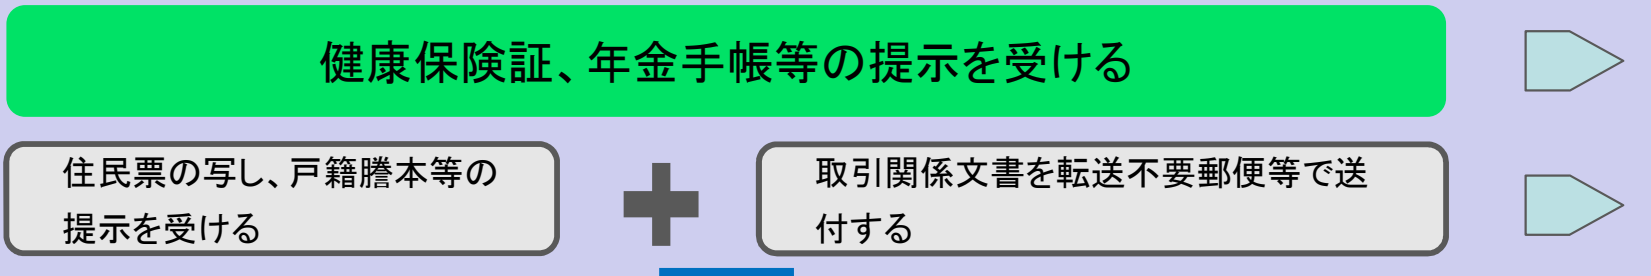 健康保険証、年金手帳等の提示を受ける
住民票の写し、戸籍謄本等の
提示を受ける
取引関係文書を転送不要郵便等で送
付する